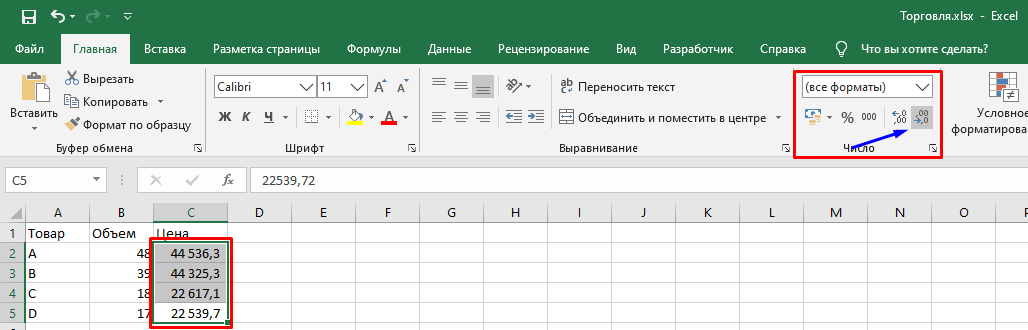 Торговля.xlsx - Excel
Файл Главная Вставка Разметка страницы Формулы Данные Рецензирование Вид Разработчик Справка Что вы хотите сделать?
Вставить
Вырезать
Копировать
Формат по образцу
Буфер обмена
Calibri 11 A A
Ж К Ч A
Шрифт
ab
c
Переносить текст
Объединить и поместить в центре
Выравнивание
(все форматы)
% 000 ,0 ,00 ,00 ,0
Число
Условное
форматирова
C5 fx 22539,72
A B C D E F G H I J K L M N O
1 Товар Объем Цена
2 A 48 44 536,3
3 B 39 44 325,3
4 C 18 22 617,1
5 D 17 22 539,7